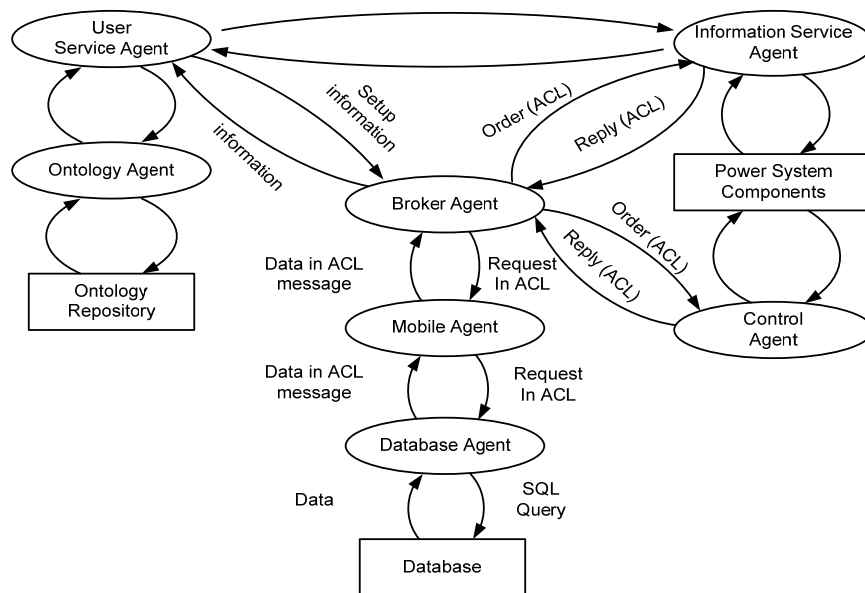 User
Service Agent
Information Service
Agent
Setup
information
information
Order (ACL)
Reply (ACL)
Ontology Agent
Power System
Components
Broker Agent
Order (ACL)
Reply (ACL)
Data in ACL
message
Request
In ACL
Ontology
Repository
Mobile Agent
Control
Agent
Data in ACL
message
Request
In ACL
Database Agent
Data
SQL
Query
Database